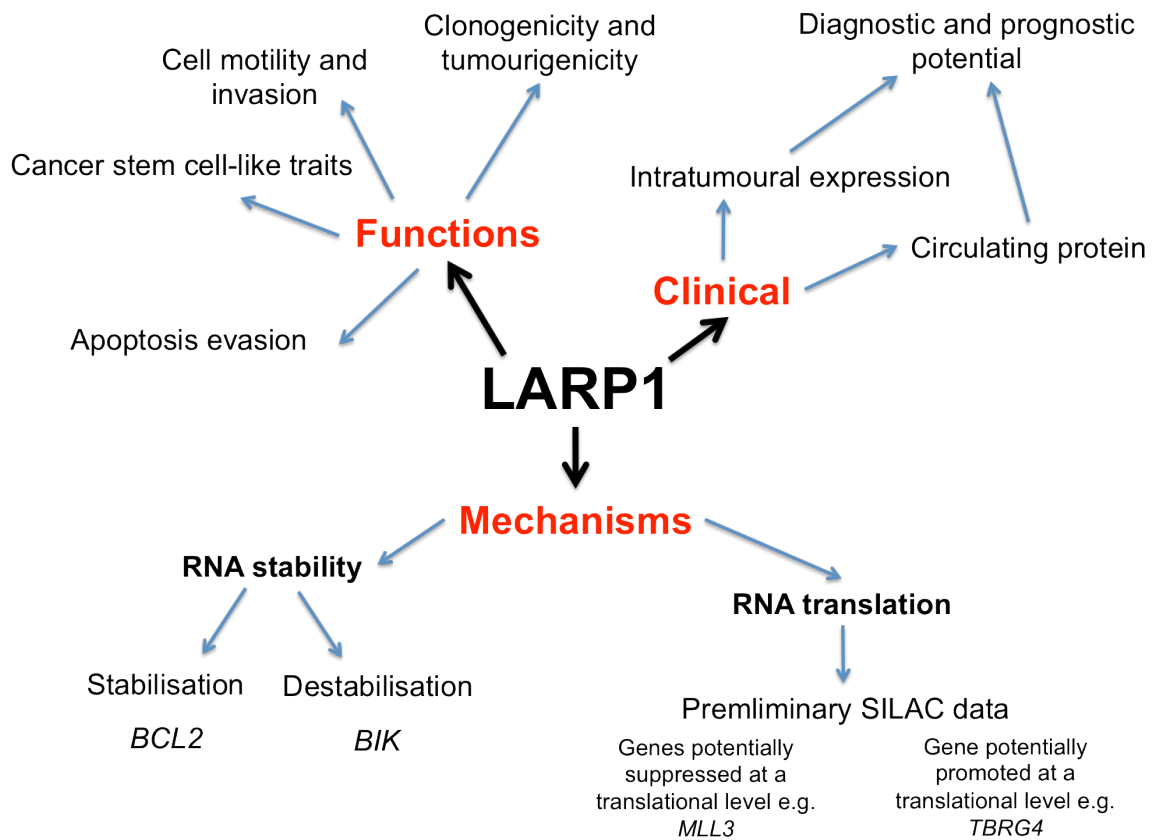 Clonogenicity and
tumourigenicity
Cell motility and
invasion
Cancer stem cell-like traits
Functions
Apoptosis evasion
Diagnostic and prognostic
potential
Intratumoural expression
Circulating protein
Clinical
LARP1
Mechanisms
RNA stability
Stabilisation
BCL2
Destabilisation
BIK
RNA translation
Premliminary SILAC data
Genes potentially
suppressed at a
translational level e.g.
MLL3
Gene potentially
promoted at a
translational level e.g.
TBRG4